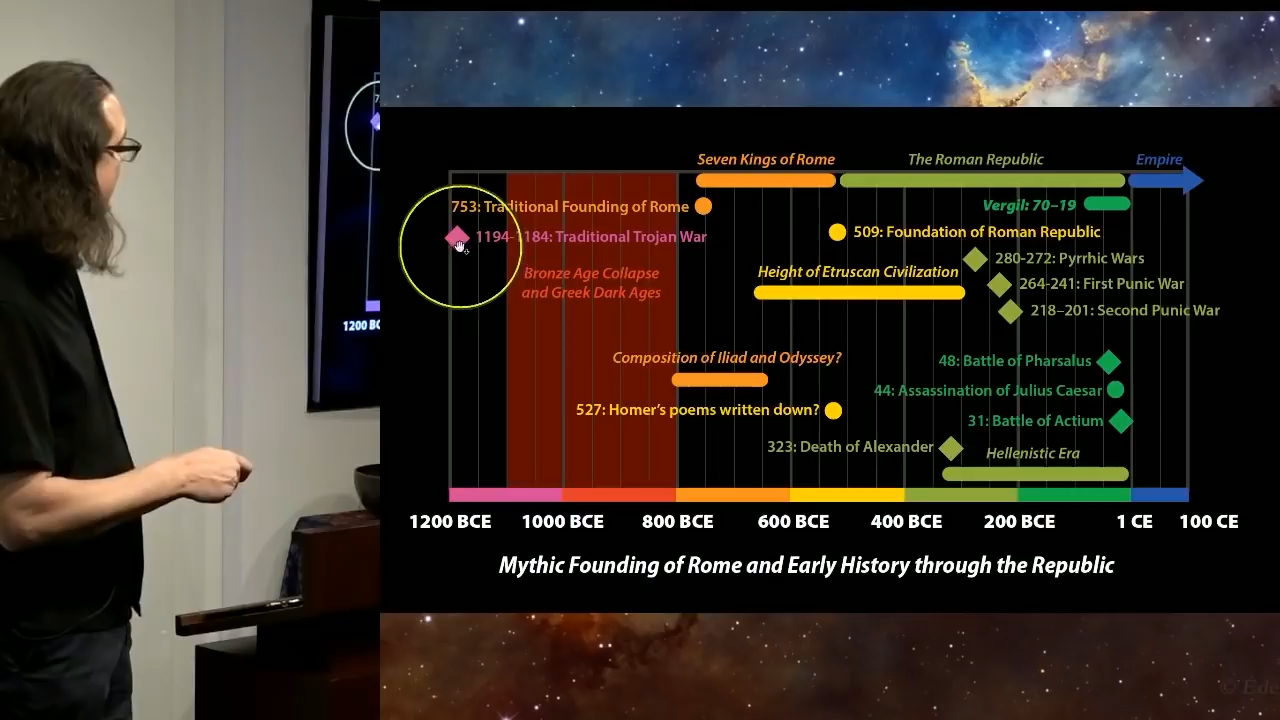 Seven Kings of Rome
The Roman Republic
Empire
753: Traditional Founding of Rome
Vergil: 70–19
1194-1184: Traditional Trojan War
509: Foundation of Roman Republic
280-272: Pyrrhic Wars
Bronze Age Collapse
and Greek Dark Ages
Height of Etruscan Civilization
264-241: First Punic War
218–201: Second Punic War
1200 BC
Composition of Iliad and Odyssey?
48: Battle of Pharsalus
44: Assassination of Julius Caesar
527: Homer's poems written down?
31: Battle of Actium
323: Death of Alexander
Hellenistic Era
1200 BCE
1000 BCE
800 BCE
600 BCE
400 BCE
200 BCE
1 CE
100 CE
Mythic Founding of Rome and Early History through the Republic